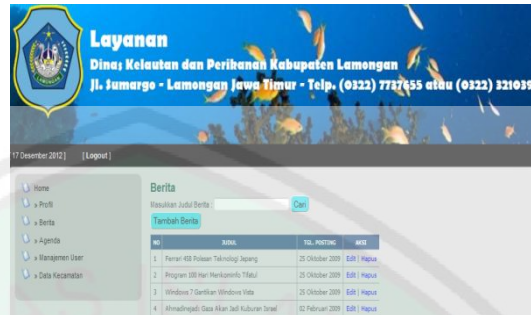 Layanan
Dinas Kelautan dan Perikanan Kabupaten Lamongan
Jl. Sumargo - Lamongan Jawa Timur - Telp. (0322) 7737655 atau (0322) 321039
17 Desember 2012 ] [ Logout ]
Home
» Profil
» Berita
» Agenda
» Manajemen User
» Data Kecamatan
Berita
Masukkan Judul Berita : Cari
Tambah Berita
NO JUDUL TGL. POSTING AKSI
1 Ferrari 458 Polesan Teknologi Jepang 25 Oktober 2009 Edit | Hapus
2 Program 100 Hari Menkominfo Tifatul 25 Oktober 2009 Edit | Hapus
3 Windows 7 Gantikan Windows Vista 25 Oktober 2009 Edit | Hapus
4 Ahmadinejad: Gaza Akan Jadi Kuburan Israel 02 Februari 2009 Edit | Hapus